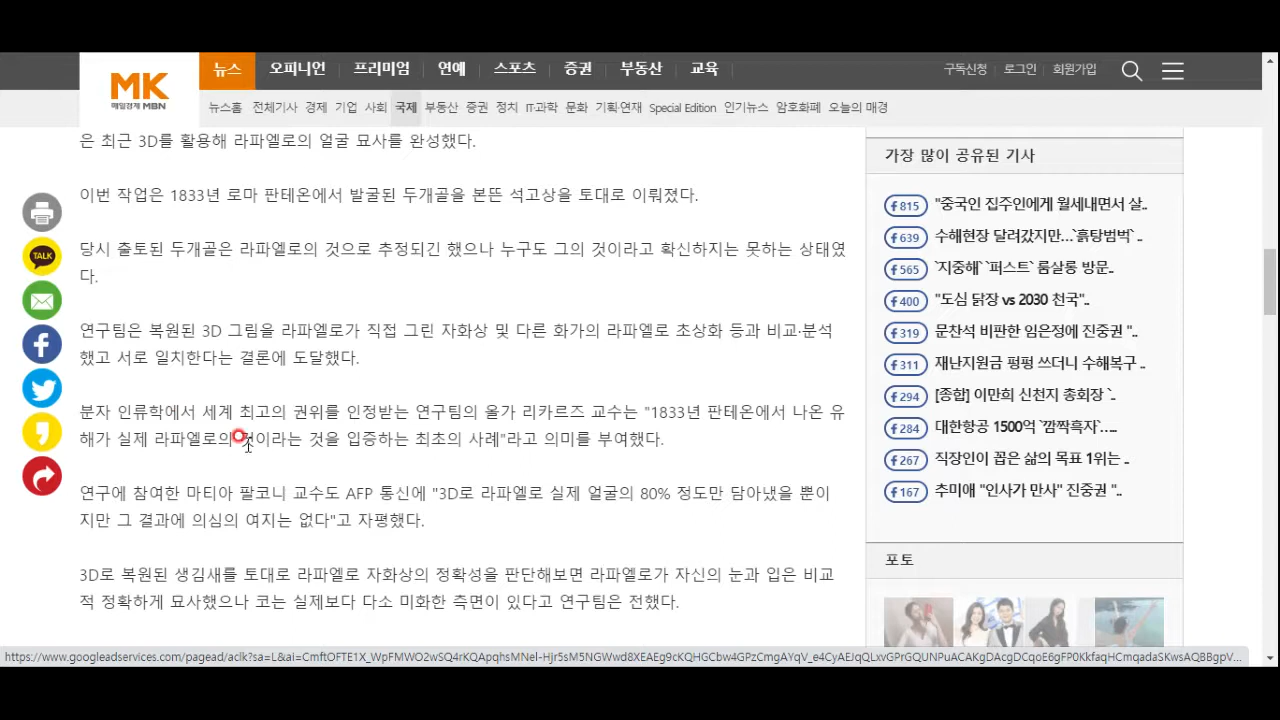 MK
매일경제 MBN
뉴스 오피니언 프리미엄 연예 스포츠 증권 부동산 교육
구독신청 로그인 회원가입
뉴스홈 전체기사 경제 기업 사회 국제 부동산 증권 정치 IT·과학 문화 기획·연재 Special Edition 인기뉴스 암호화폐 오늘의 매경
은 최근 3D를 활용해 라파엘로의 얼굴 묘사를 완성했다.
이번 작업은 1833년 로마 판테온에서 발굴된 두개골을 본뜬 석고상을 토대로 이뤄졌다.
당시 출토된 두개골은 라파엘로의 것으로 추정되긴 했으나 누구도 그의 것이라고 확신하지는 못하는 상태였
다.
연구팀은 복원된 3D 그림을 라파엘로가 직접 그린 자화상 및 다른 화가의 라파엘로 초상화 등과 비교·분석
했고 서로 일치한다는 결론에 도달했다.
분자 인류학에서 세계 최고의 권위를 인정받는 연구팀의 올가 리카르즈 교수는 "1833년 판테온에서 나온 유
해가 실제 라파엘로의 것이라는 것을 입증하는 최초의 사례"라고 의미를 부여했다.
연구에 참여한 마티아 팔코니 교수도 AFP 통신에 "3D로 라파엘로 실제 얼굴의 80% 정도만 담아냈을 뿐이
지만 그 결과에 의심의 여지는 없다"고 자평했다.
3D로 복원된 생김새를 토대로 라파엘로 자화상의 정확성을 판단해보면 라파엘로가 자신의 눈과 입은 비교
적 정확하게 묘사했으나 코는 실제보다 다소 미화한 측면이 있다고 연구팀은 전했다.
TALK
가장 많이 공유된 기사
815 "중국인 집주인에게 월세내면서 살..
639 수해현장 달려갔지만…`흙탕범벅` ..
565 `지중해` `퍼스트` 룸살롱 방문..
400 "도심 닭장 vs 2030 천국"..
319 문찬석 비판한 임은정에 진중권 "..
311 재난지원금 펑펑 쓰더니 수해복구 ..
294 [종합] 이만희 신천지 총회장 `..
284 대한항공 1500억 `깜짝흑자`…..
267 직장인이 꼽은 삶의 목표 1위는 ..
167 추미애 "인사가 만사" 진중권 "..
포토